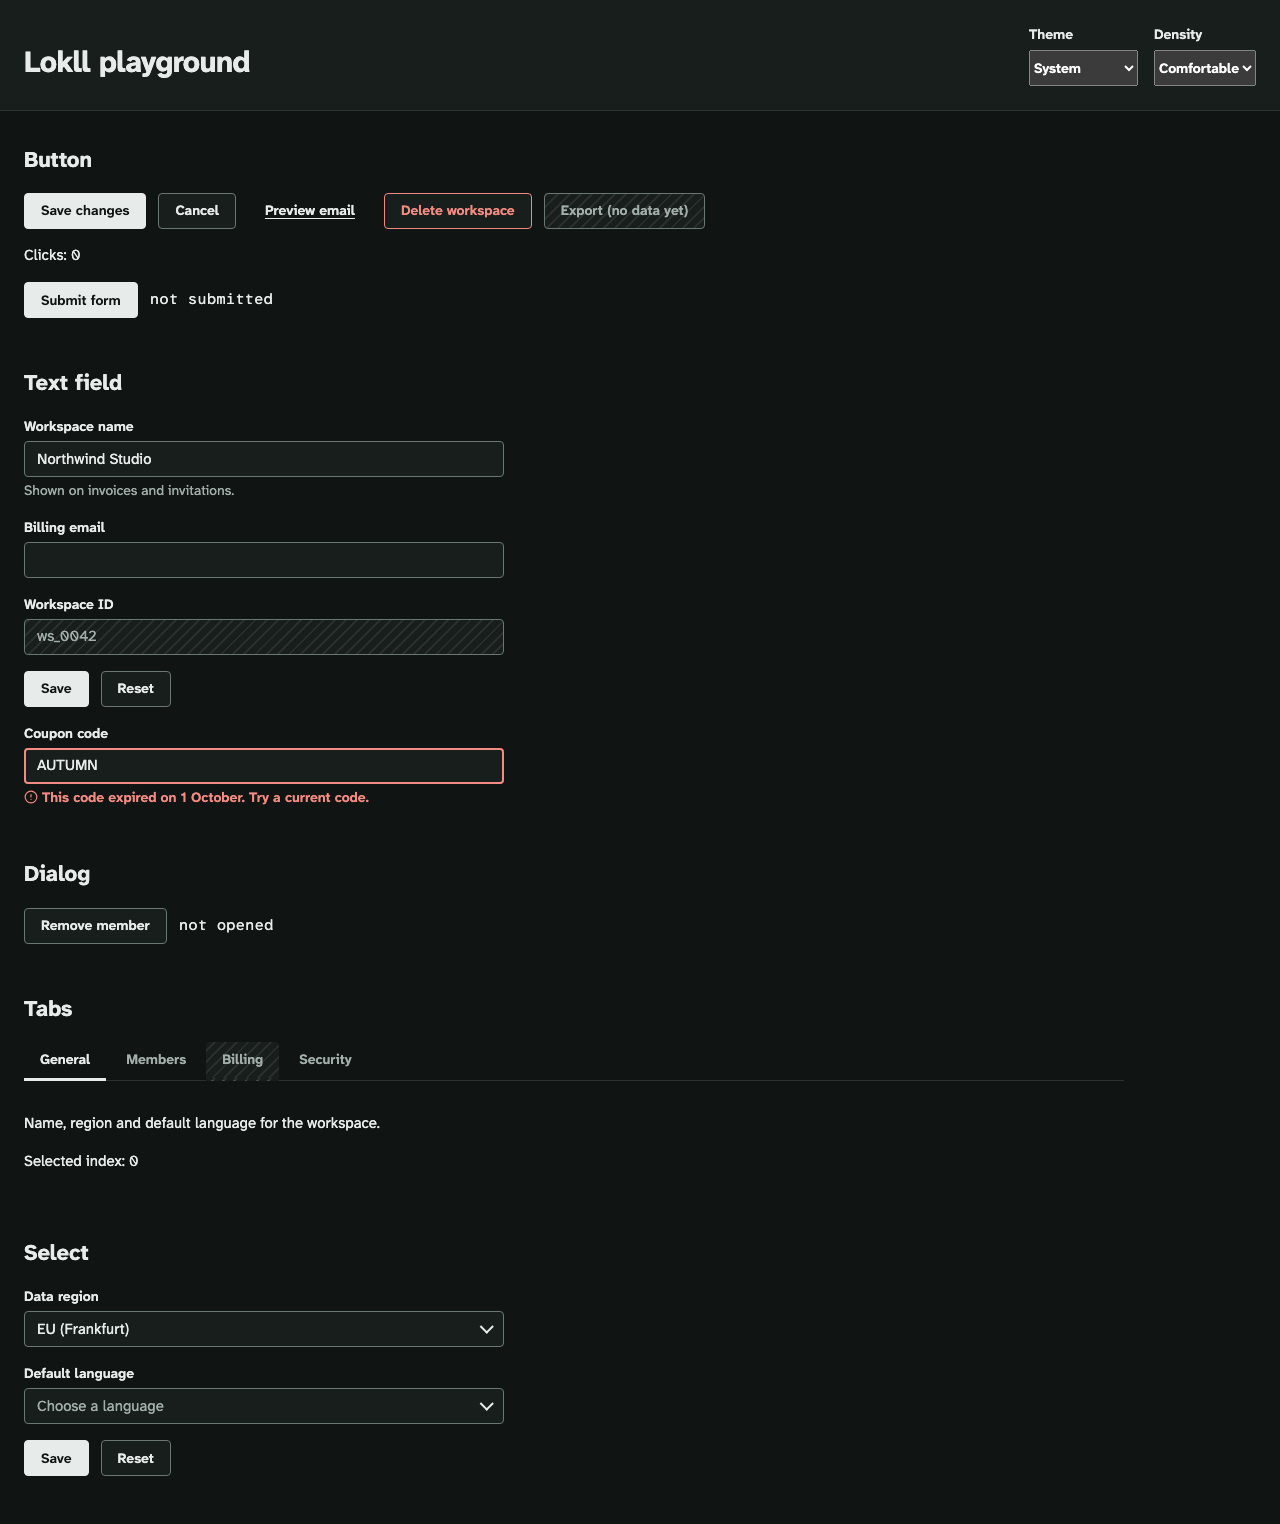 Lokll playground
Theme
Density
System
Comfortable
Button
Save changes
Cancel
Preview email
Delete workspace
Export (no data yet)
Clicks: 0
Submit form
not submitted
Text field
Workspace name
Northwind Studio
Shown on invoices and invitations.
Billing email
Workspace ID
ws_0042
Save
Reset
Coupon code
AUTUMN
This code expired on 1 October. Try a current code.
Dialog
Remove member
not opened
Tabs
General
Members
Billing
Security
Name, region and default language for the workspace.
Selected index: 0
Select
Data region
EU (Frankfurt)
Default language
Choose a language
Save
Reset